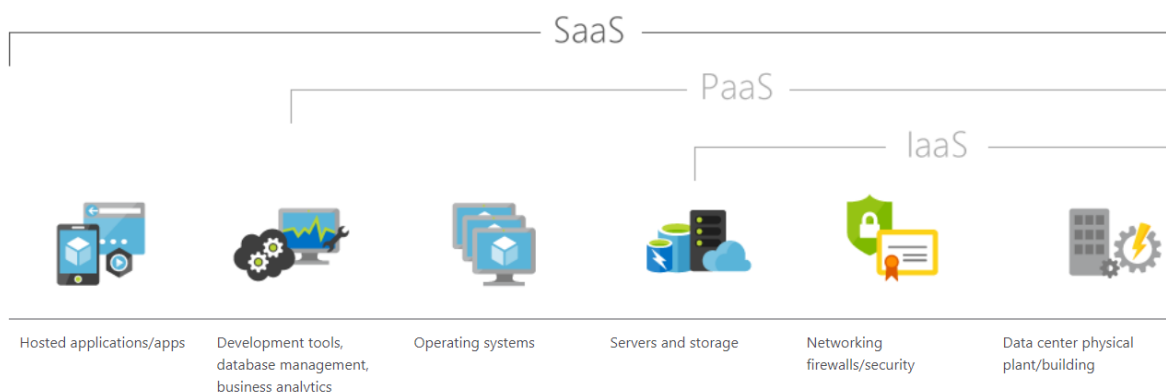 SaaS
PaaS
IaaS
Hosted applications/apps
Development tools,
database management,
business analytics
Operating systems
Servers and storage
Networking
firewalls/security
Data center physical
plant/building